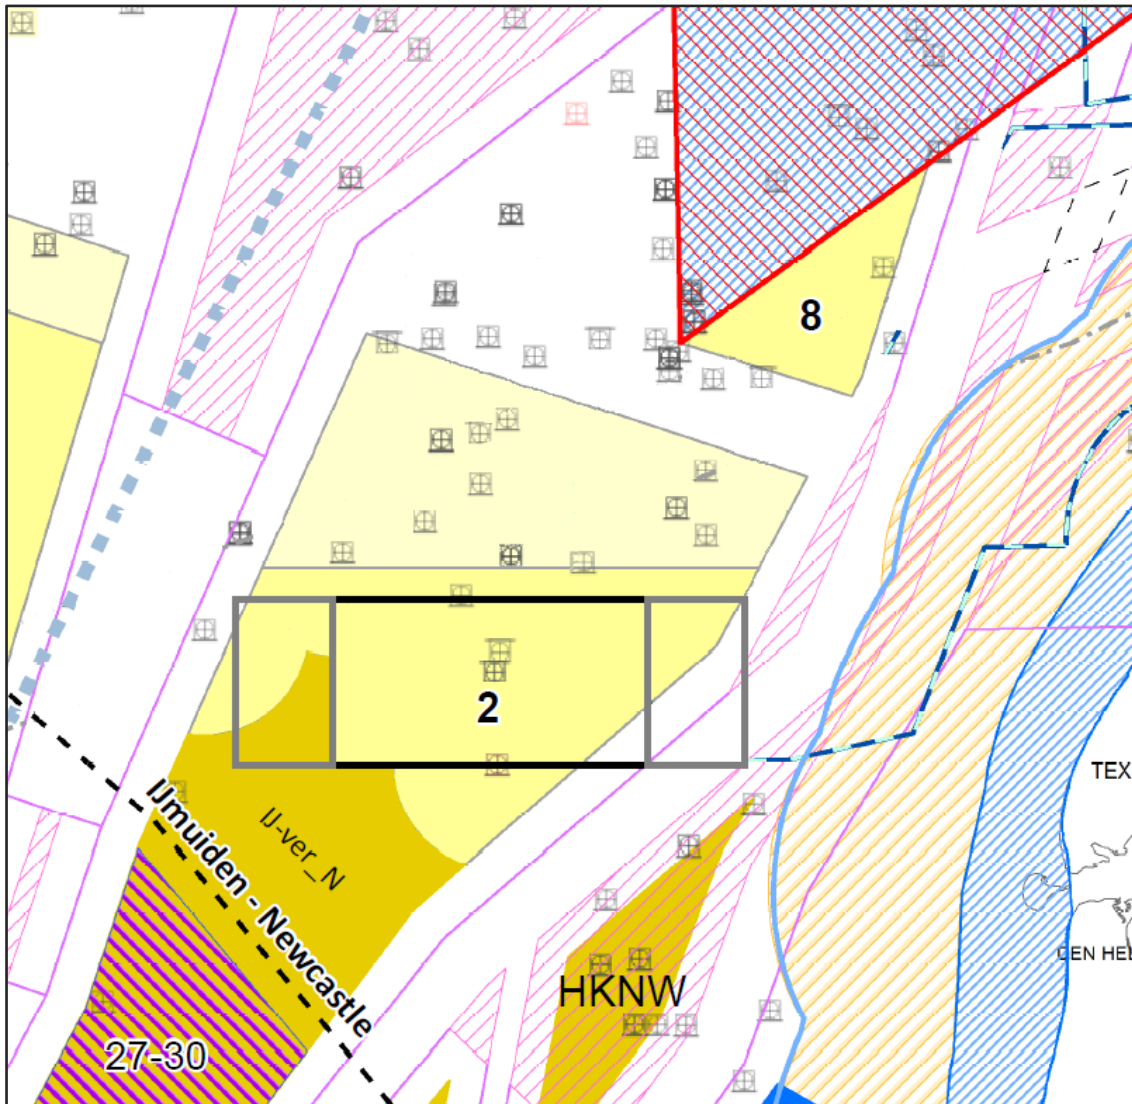 8
2
TEX
IJ-ver_N
IJmuiden - Newcastle
DEN HEL
HKNW
27-30